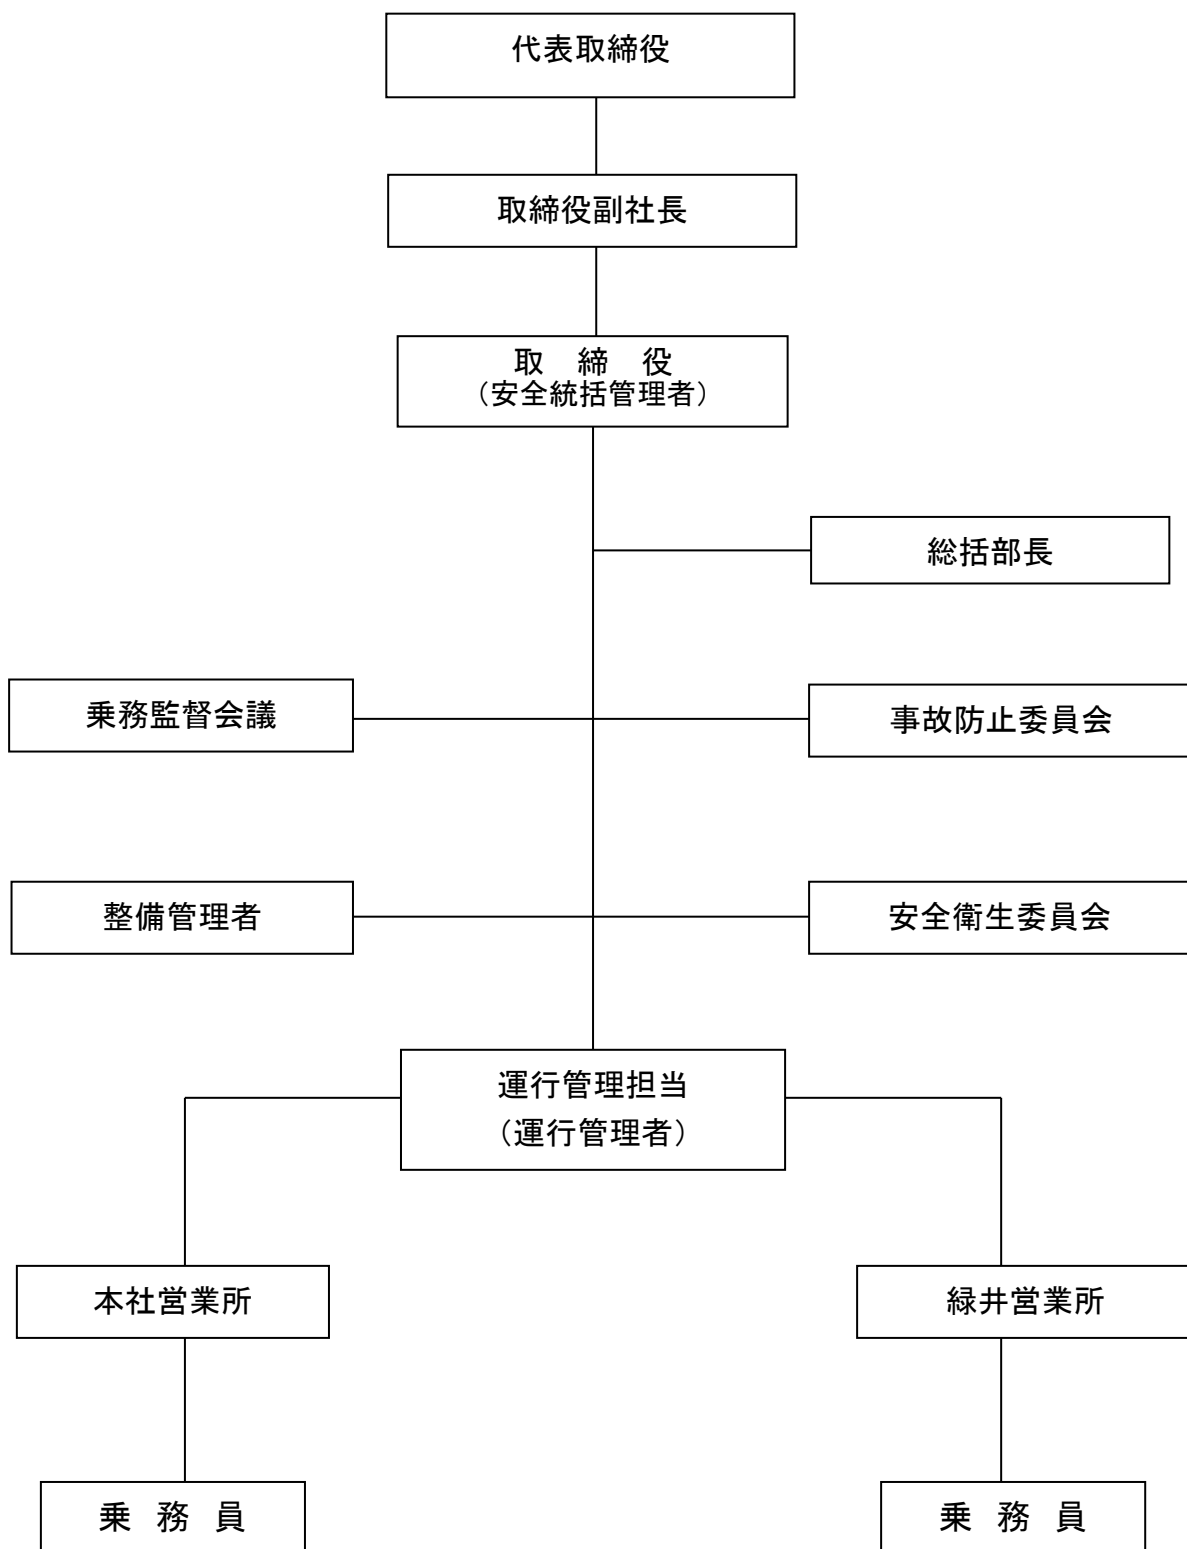 代表取締役
取締役副社長
取　締　役
（安全統括管理者）
総括部長
乗務監督会議
事故防止委員会
整備管理者
安全衛生委員会
運行管理担当
（運行管理者）
本社営業所
緑井営業所
乗　務　員
乗　務　員